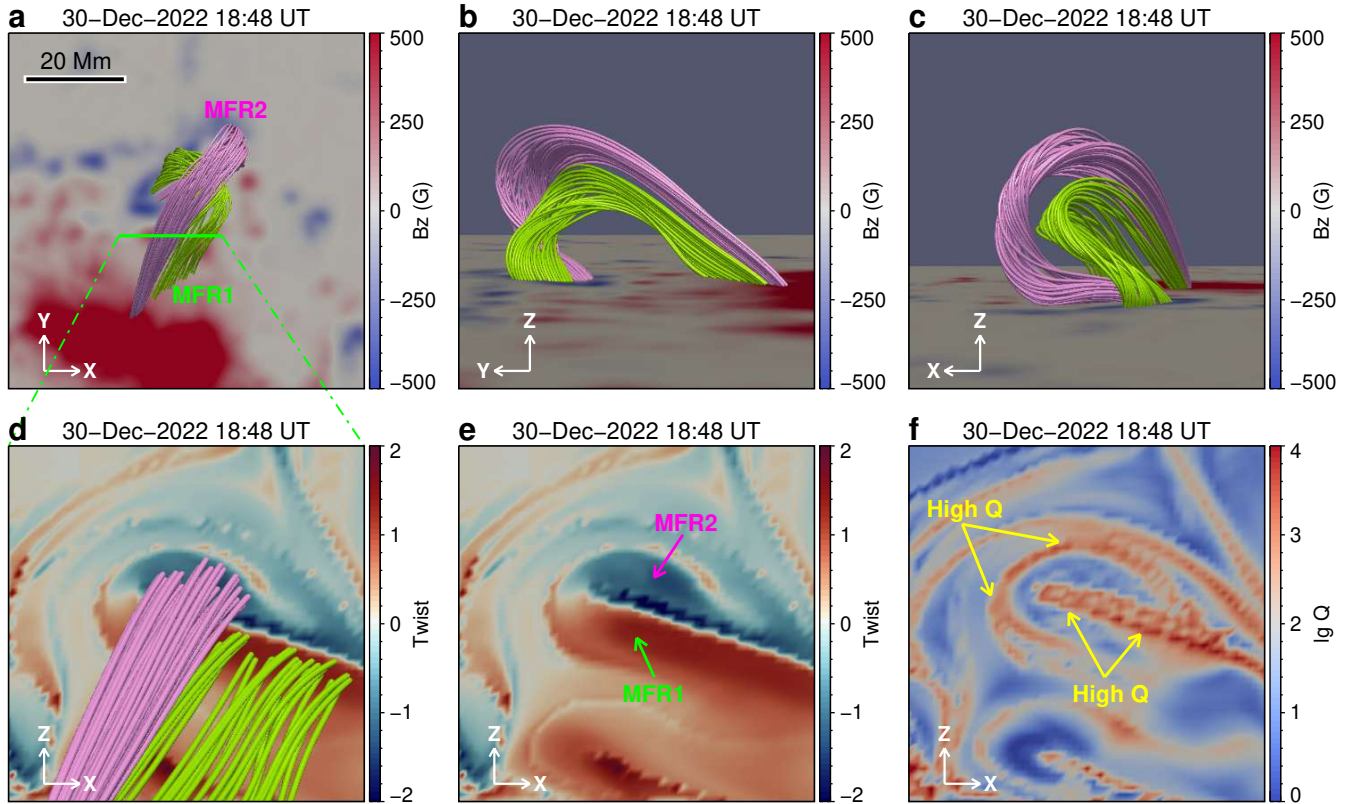 a
30-Dec-2022 18:48 UT
20 Mm
MFR2
MFR1
Y
X
500
250
0
−250
−500
Bz (G)
b
30-Dec-2022 18:48 UT
Z
Y
500
250
0
−250
−500
Bz (G)
c
30-Dec-2022 18:48 UT
Z
X
500
250
0
−250
−500
Bz (G)
d
30-Dec-2022 18:48 UT
Z
X
2
1
0
−1
−2
Twist
e
30-Dec-2022 18:48 UT
MFR2
MFR1
Z
X
2
1
0
−1
−2
Twist
f
30-Dec-2022 18:48 UT
High Q
High Q
Z
X
4
3
2
1
0
lg Q